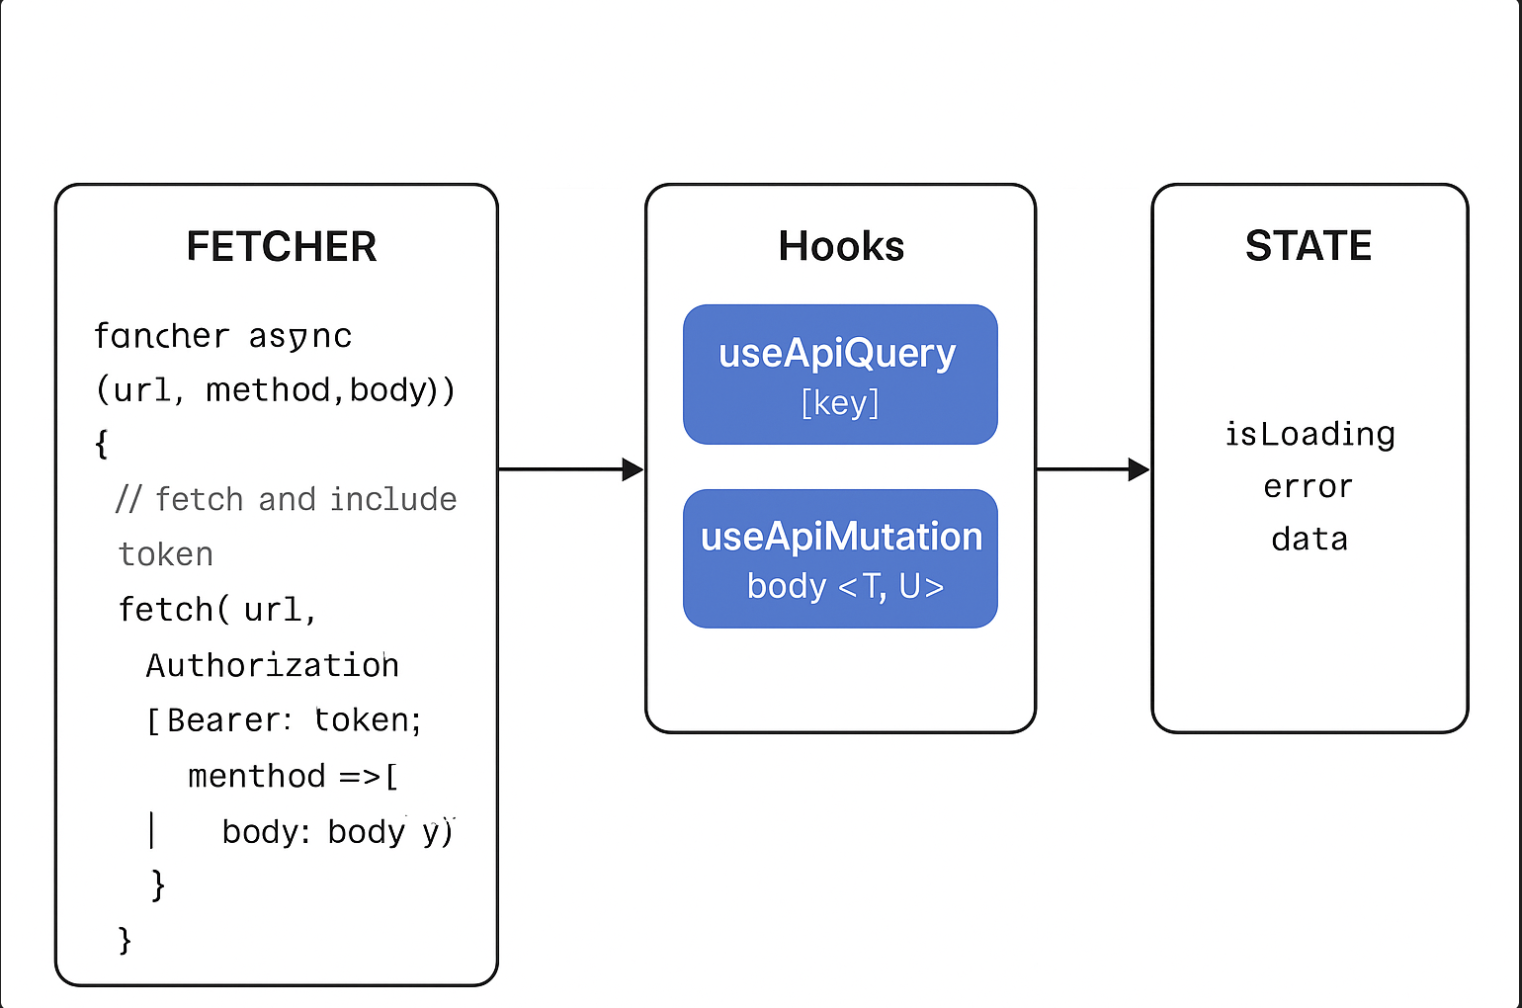 FETCHER
fancher async
(url, method,body))
{
// fetch and include
token
fetch( url,
Authorization
[Bearer: token;
menthod =>[
| body: body y)
}
}
Hooks
useApiQuery
[key]
useApiMutation
body <T, U>
STATE
isLoading
error
data